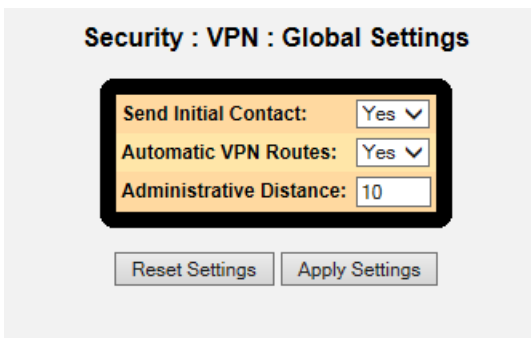 Security : VPN : Global Settings
Send Initial Contact: Yes
Automatic VPN Routes: Yes
Administrative Distance: 10
Reset Settings Apply Settings